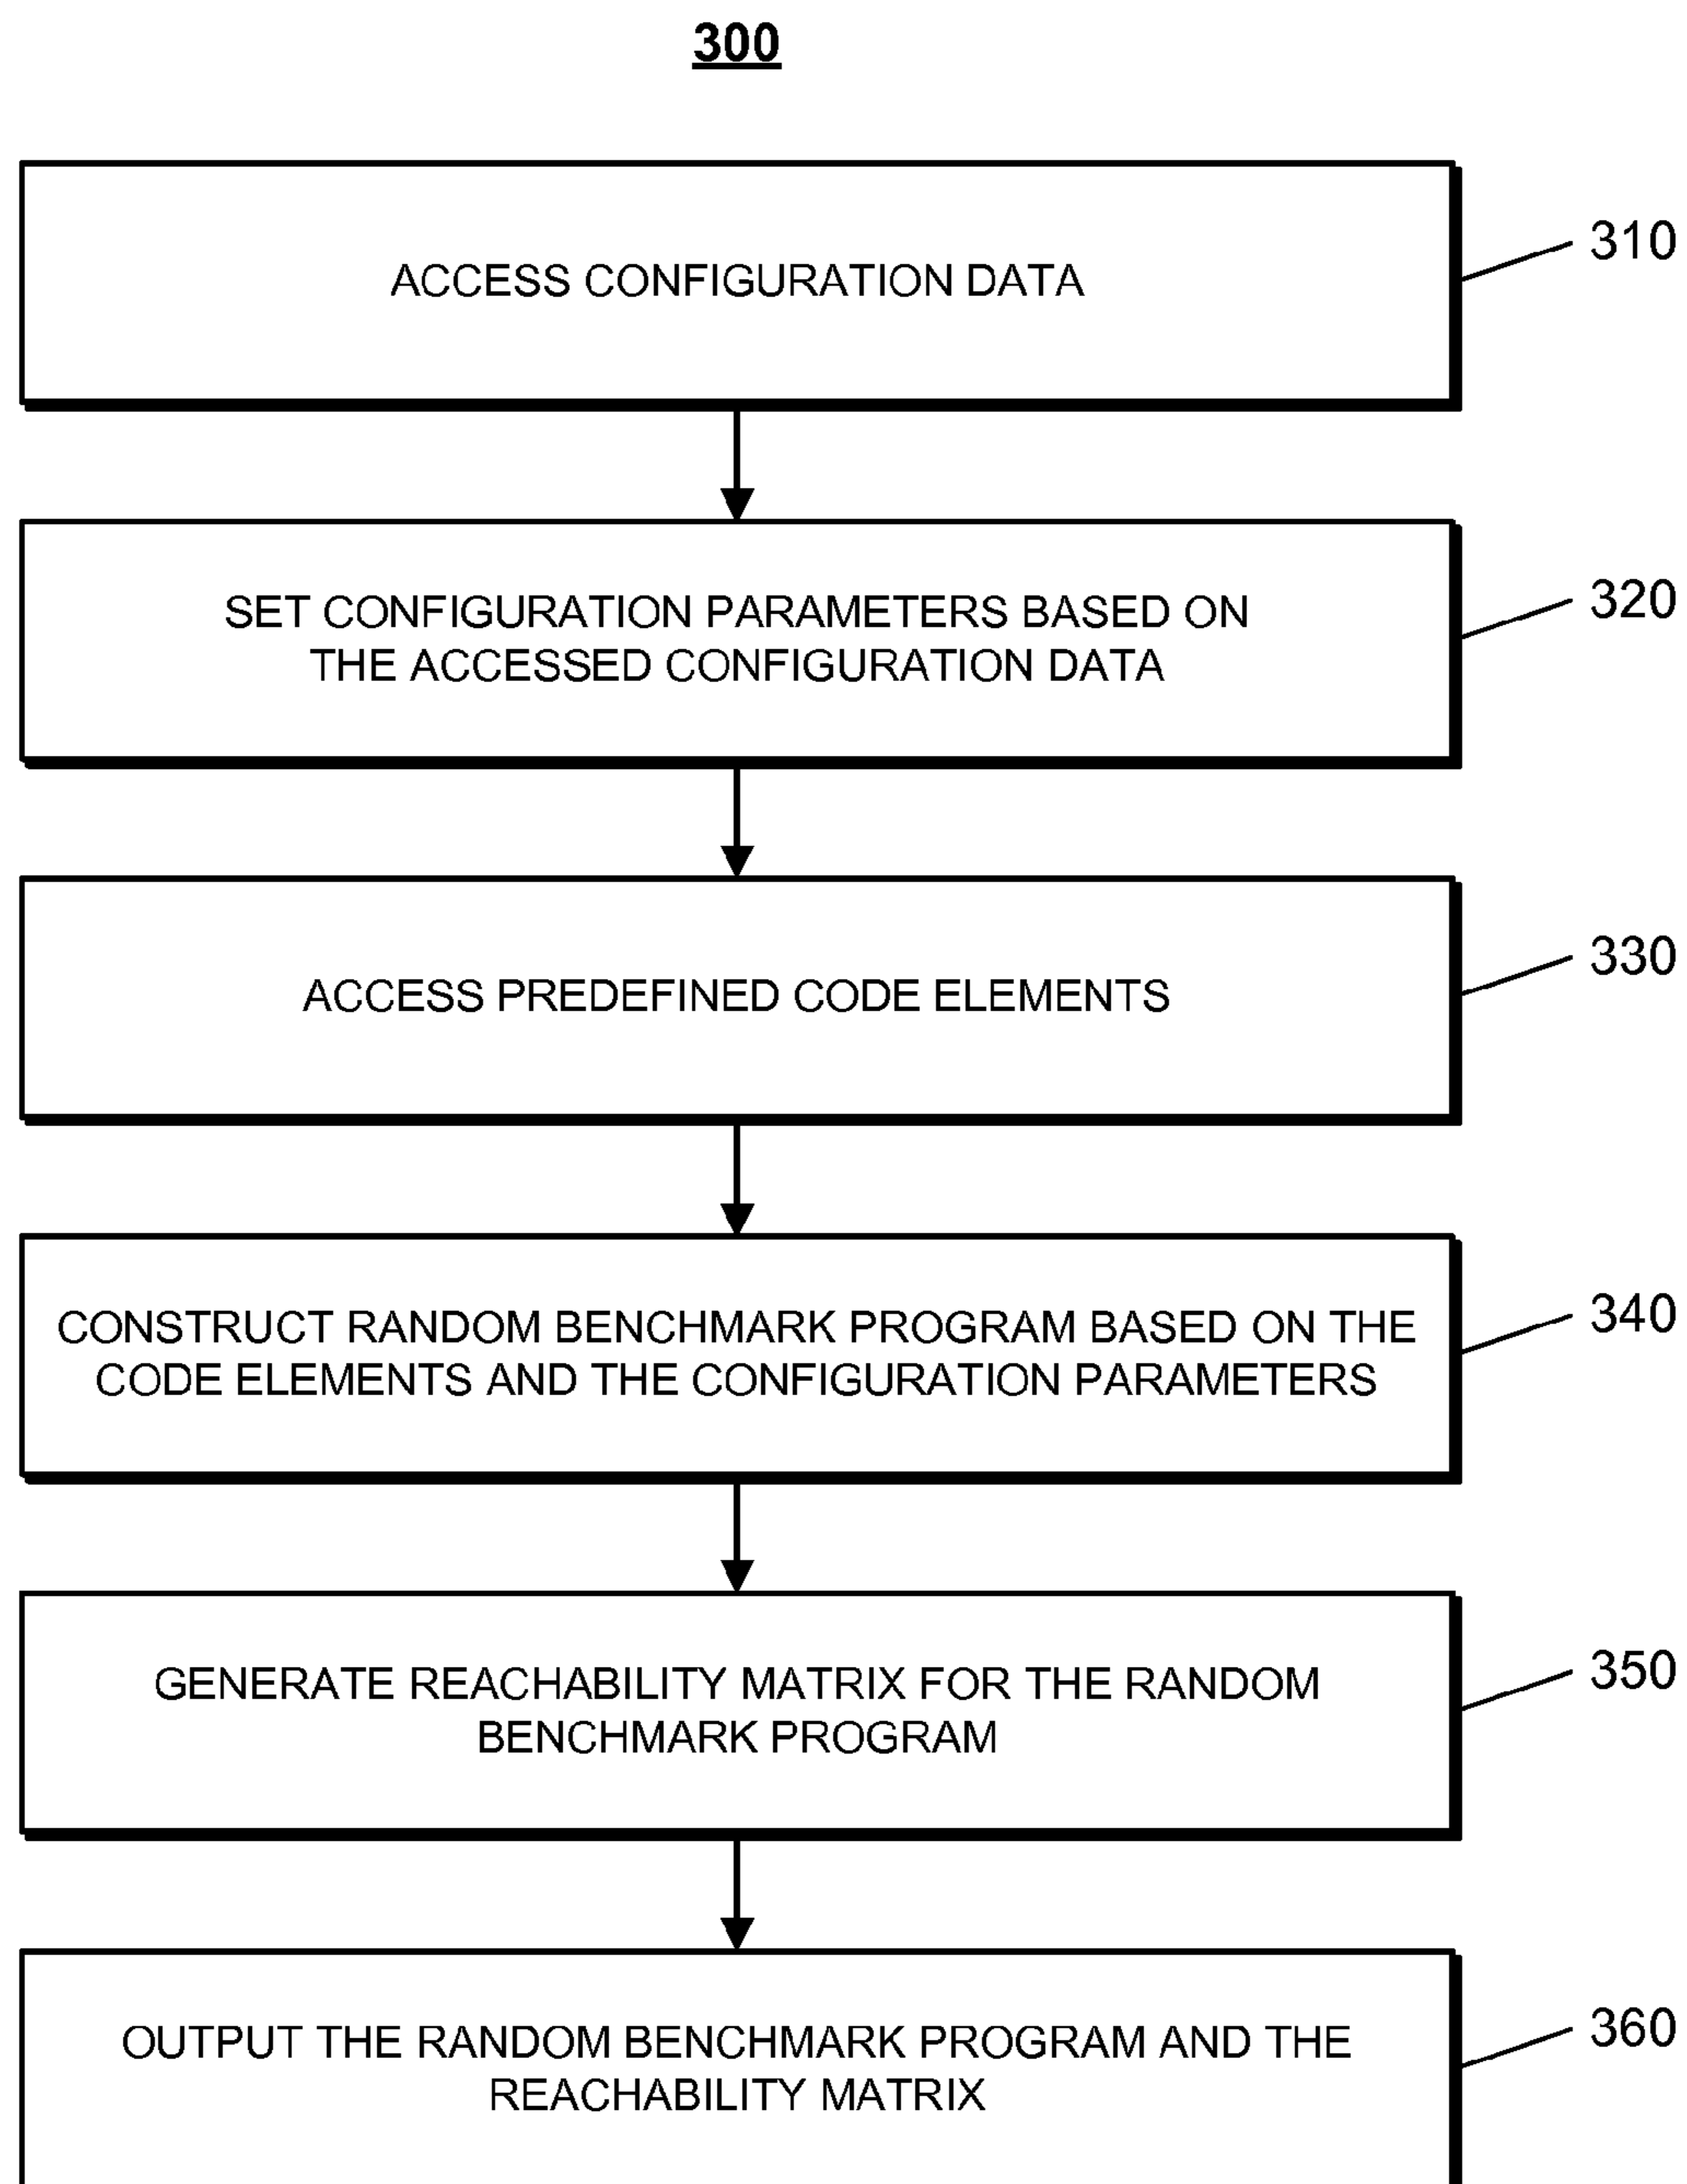 300
ACCESS CONFIGURATION DATA
310
SET CONFIGURATION PARAMETERS BASED ON
THE ACCESSED CONFIGURATION DATA
320
ACCESS PREDEFINED CODE ELEMENTS
330
CONSTRUCT RANDOM BENCHMARK PROGRAM BASED ON THE
CODE ELEMENTS AND THE CONFIGURATION PARAMETERS
340
GENERATE REACHABILITY MATRIX FOR THE RANDOM
BENCHMARK PROGRAM
350
OUTPUT THE RANDOM BENCHMARK PROGRAM AND THE
REACHABILITY MATRIX
360